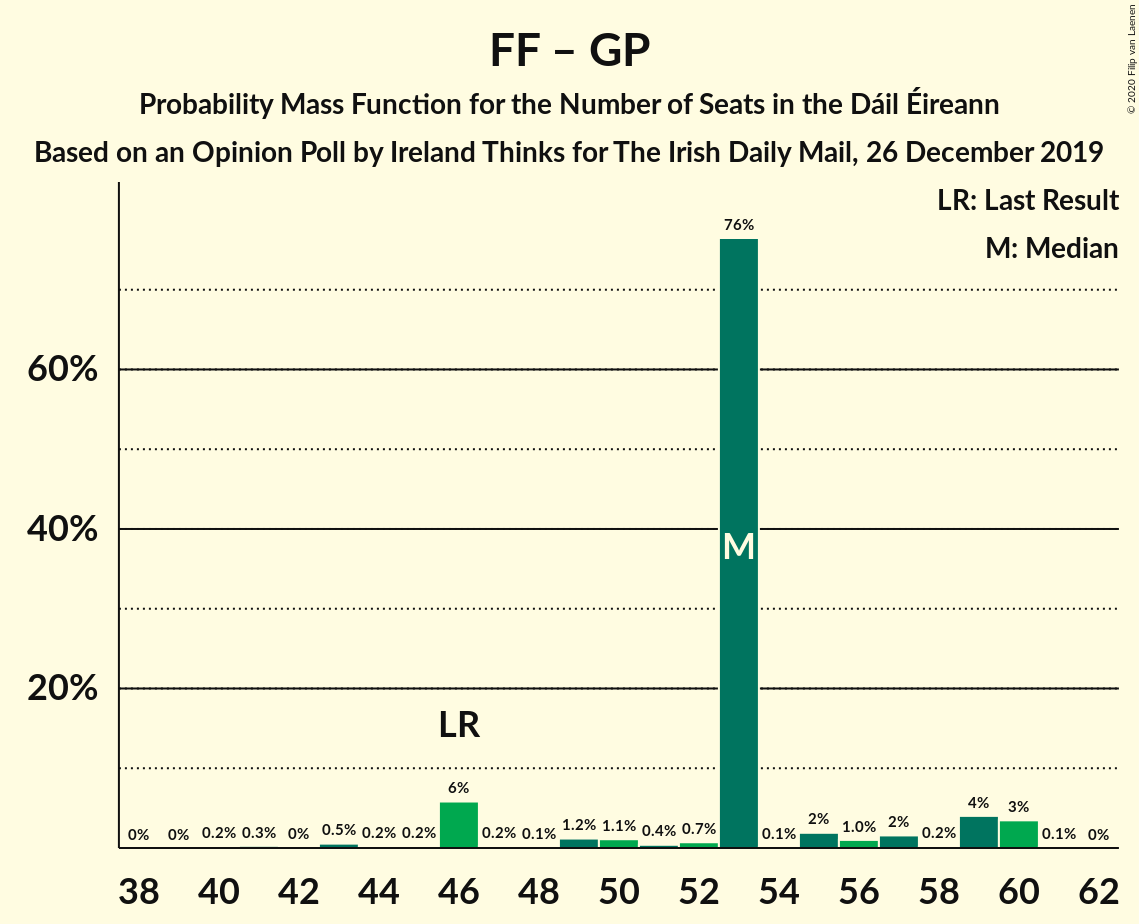 FF – GP
Probability Mass Function for the Number of Seats in the Dáil Éireann
Based on an Opinion Poll by Ireland Thinks for The Irish Daily Mail, 26 December 2019
© 2020 Filip van Laenen
LR: Last Result
M: Median
76%
60%
40%
M
20%
LR
0% 0% 0.2% 0.3% 0% 0.5% 0.2% 0.2% 6% 0.2% 0.1% 1.2% 1.1% 0.4% 0.7% 0.1% 2% 1.0% 2% 0.2% 4% 3% 0.1% 0%
38 40 42 44 46 48 50 52 54 56 58 60 62